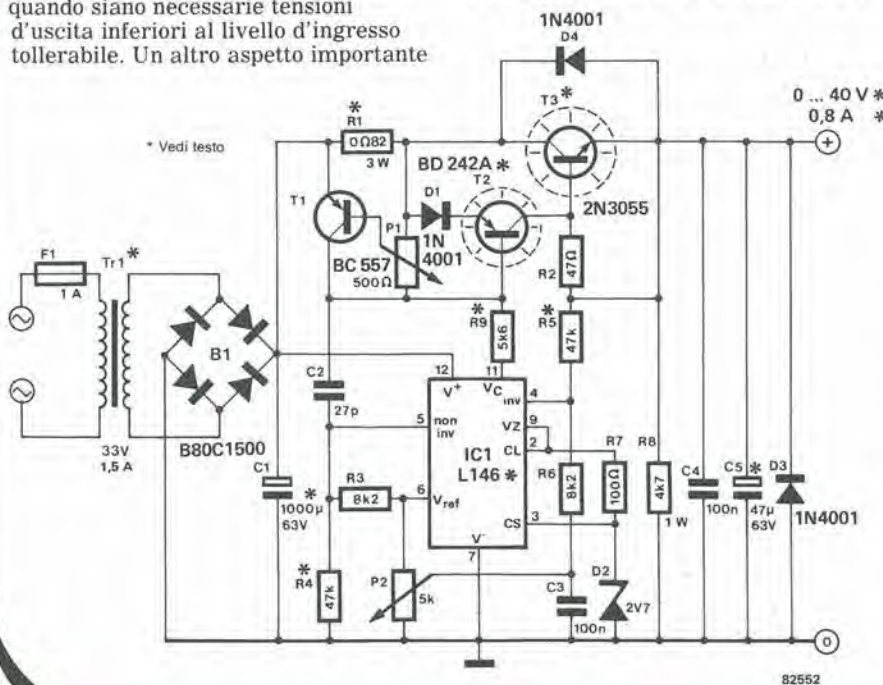 quando siano necessarie tensioni
d'uscita inferiori al livello d'ingresso
tollerabile. Un altro aspetto importante
1N4001
D4
0 ... 40 V *
0,8 A *
* Vedi testo
*
R1
0Ω82
3 W
T3*
BD 242A *
T2
2N3055
T1
D1
1N
4001
P1
BC 557
500Ω
R2
47Ω
F1
1 A
Tr1*
*
R9
5k6
*
R5
47k
B1
C2
27p
12
V+
11
VC
inv
4
5
non
inv
VZ
9
CL
2
IC1
L146 *
R7
100Ω
R8
4k7
1 W
33V
1,5 A
B80C1500
C1
*
1000μ
63V
R3
8k2
6
Vref
R6
8k2
CS
3
V-
7
C4
100n
C5
*
47μ
63V
D3
1N4001
*
R4
47k
P2
5k
C3
100n
D2
2V7
+
0
82552